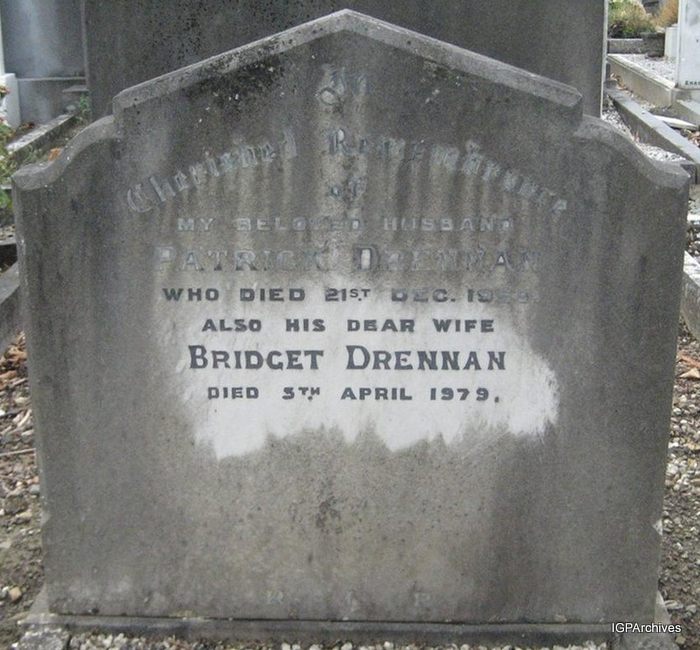 In
Cherished Remembrance
of
MY BELOVED HUSBAND
PATRICK DRENNAN
WHO DIED 21ST DEC.
ALSO HIS DEAR WIFE
BRIDGET DRENNAN
DIED 5TH APRIL 1979.
R. I. P.
IGPArchives